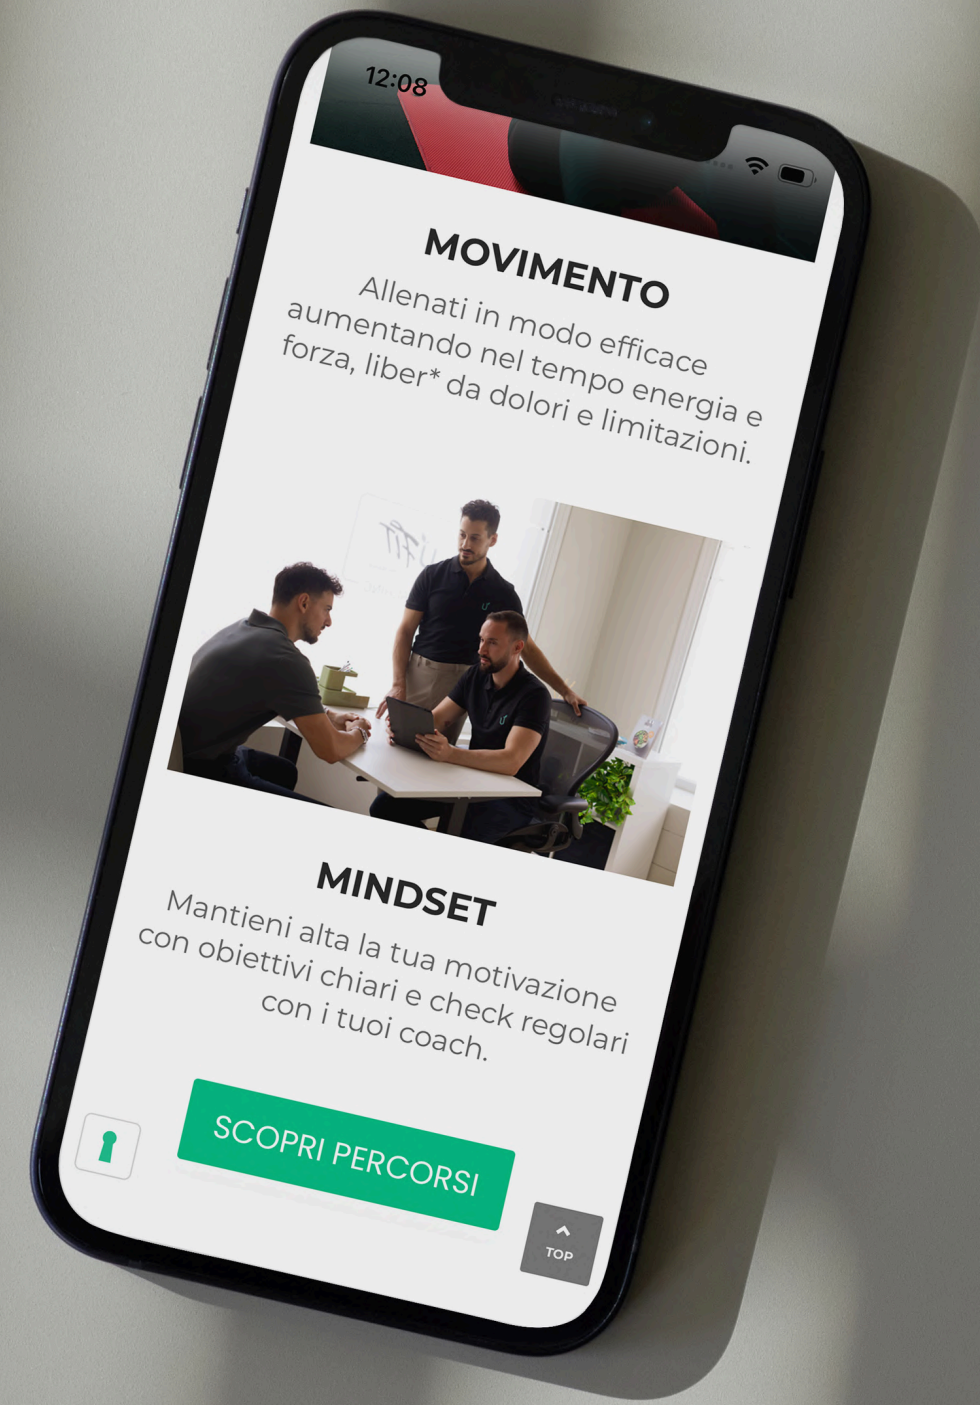 12:08
MOVIMENTO
Allenati in modo efficace
aumentando nel tempo energia e
forza, liber* da dolori e limitazioni.
MINDSET
Mantieni alta la tua motivazione
con obiettivi chiari e check regolari
con i tuoi coach.
SCOPRI PERCORSI
TOP